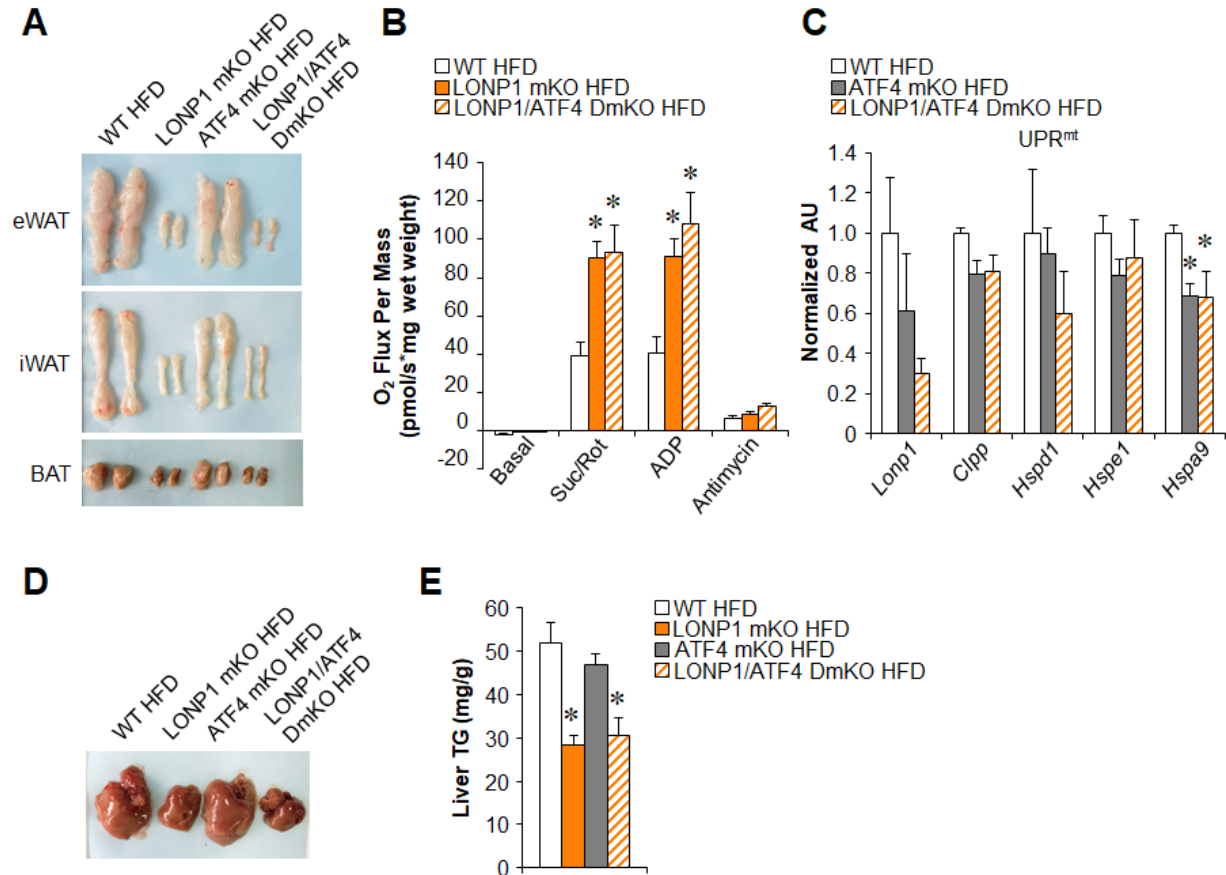 A
WT HFD
LONP1 mKO HFD
ATF4 mKO HFD
LONP1/ATF4
DmKO HFD
eWAT
iWAT
BAT
B
WT HFD
LONP1 mKO HFD
LONP1/ATF4 DmKO HFD
O2 Flux Per Mass
(pmol/s*mg wet weight)
140
120
100
80
60
40
20
0
-20
* *
* *
Basal
Suc/Rot
ADP
Antimycin
C
WT HFD
ATF4 mKO HFD
LONP1/ATF4 DmKO HFD
UPRmt
Normalized AU
1.4
1.2
1.0
0.8
0.6
0.4
0.2
0
* *
Lonp1
Clpp
Hspd1
Hspe1
Hspa9
D
WT HFD
LONP1 mKO HFD
ATF4 mKO HFD
LONP1/ATF4
DmKO HFD
E
WT HFD
LONP1 mKO HFD
ATF4 mKO HFD
LONP1/ATF4 DmKO HFD
Liver TG (mg/g)
60
50
40
30
20
10
0
*
*